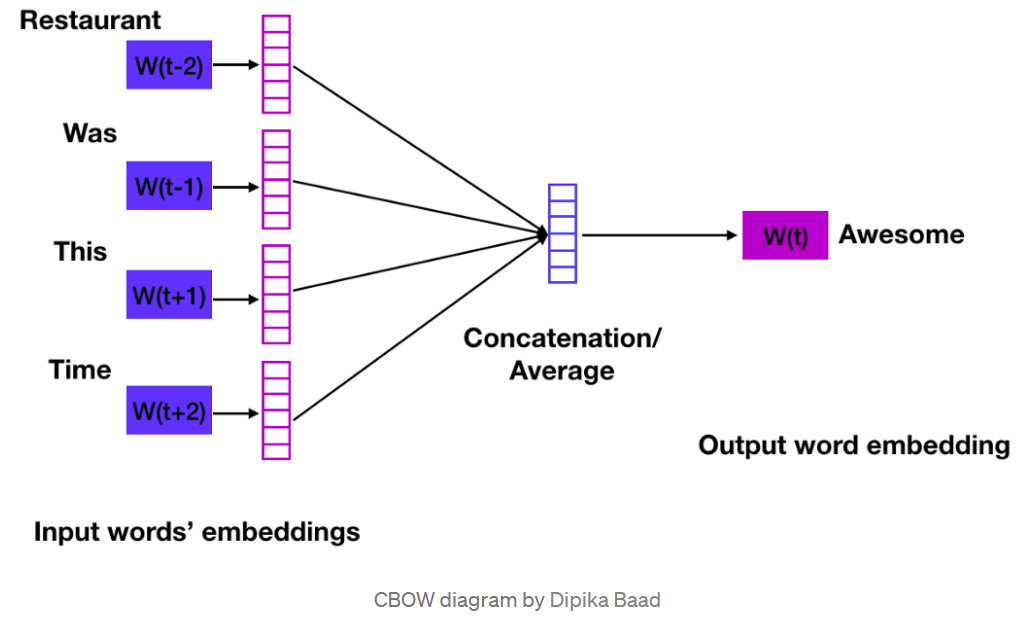 Restaurant
W(t-2)
Was
W(t-1)
This
W(t+1)
Time
W(t+2)
Concatenation/
Average
W(t) Awesome
Output word embedding
Input words’ embeddings
CBOW diagram by Dipika Baad